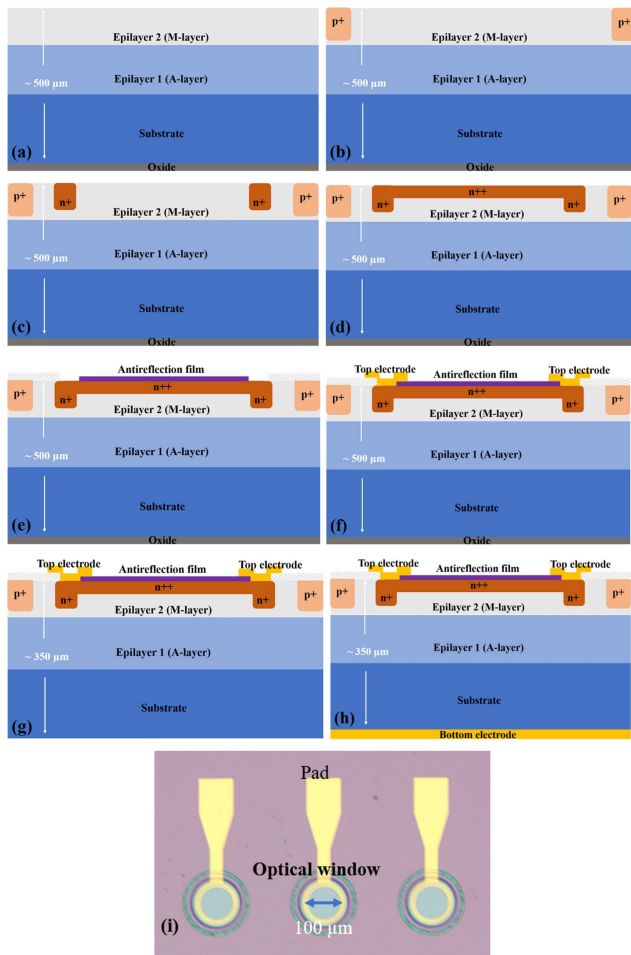 Epilayer 2 (M-layer)
Epilayer 1 (A-layer)
~ 500 µm
Substrate
(a)
Oxide
p+
p+
Epilayer 2 (M-layer)
Epilayer 1 (A-layer)
~ 500 µm
Substrate
(b)
Oxide
p+
n+
n+
p+
Epilayer 2 (M-layer)
Epilayer 1 (A-layer)
~ 500 µm
Substrate
(c)
Oxide
p+
n++
p+
n+
Epilayer 2 (M-layer)
n+
Epilayer 1 (A-layer)
~ 500 µm
Substrate
(d)
Oxide
Antireflection film
n++
p+
n+
Epilayer 2 (M-layer)
n+
p+
Epilayer 1 (A-layer)
~ 500 µm
Substrate
(e)
Oxide
Top electrode
Antireflection film
Top electrode
n++
p+
n+
n+
p+
Epilayer 2 (M-layer)
Epilayer 1 (A-layer)
~ 500 µm
Substrate
(f)
Oxide
Top electrode
Antireflection film
Top electrode
n++
p+
n+
n+
p+
Epilayer 2 (M-layer)
Epilayer 1 (A-layer)
~ 350 µm
Substrate
(g)
Top electrode
Antireflection film
Top electrode
n++
p+
n+
n+
p+
Epilayer 2 (M-layer)
Epilayer 1 (A-layer)
~ 350 µm
Substrate
(h)
Bottom electrode
Pad
Optical window
(i)
100 µm